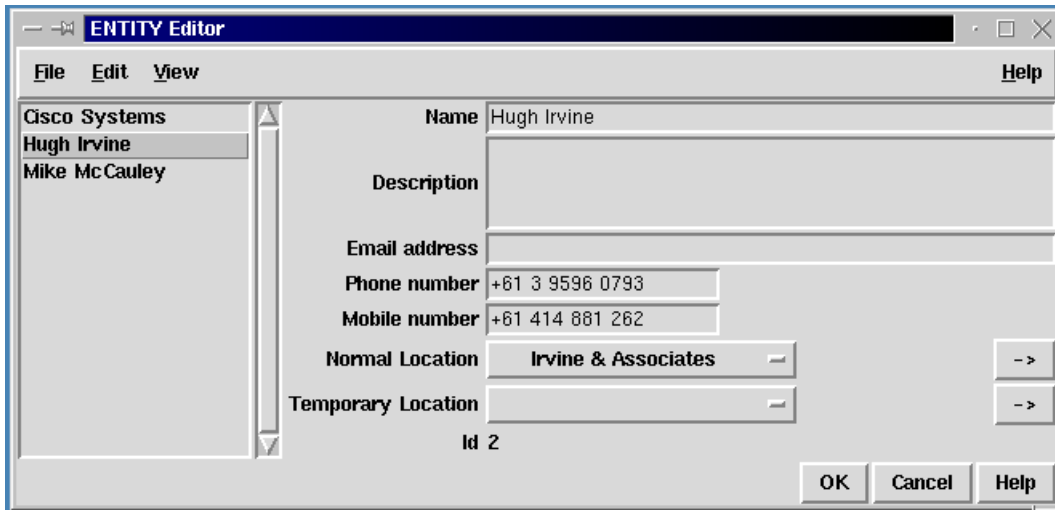 ENTITY Editor
File Edit View Help
Cisco Systems
Hugh Irvine
Mike McCauley
Name Hugh Irvine
Description
Email address
Phone number +61 3 9596 0793
Mobile number +61 414 881 262
Normal Location Irvine & Associates ->
Temporary Location ->
Id 2
OK Cancel Help